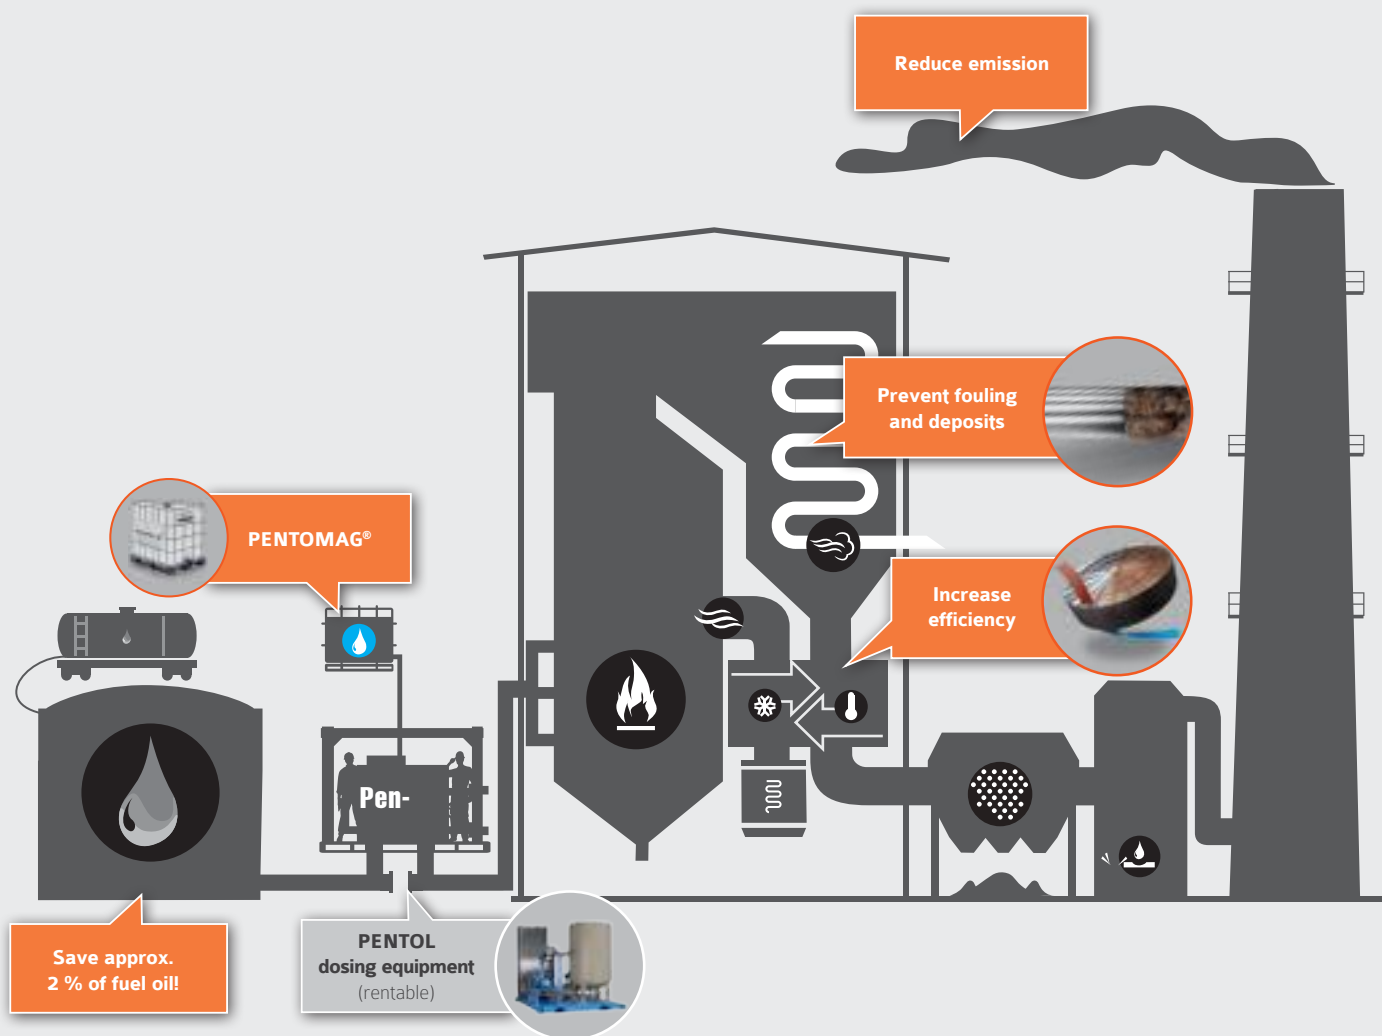 Reduce emission
Prevent fouling
and deposits
PENTOMAG®
Increase
efficiency
Pen-
Save approx.
2 % of fuel oil!
PENTOL
dosing equipment
(rentable)